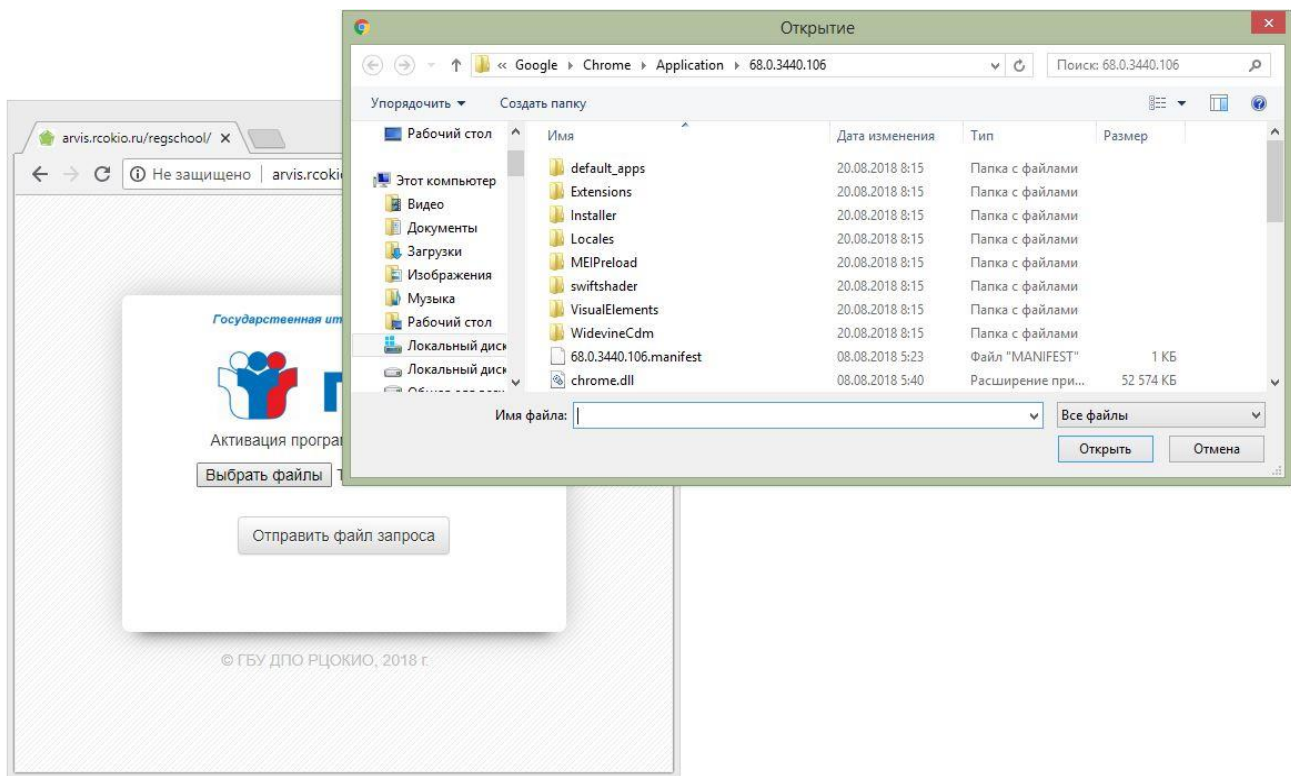 Открытие
« Google Chrome Application 68.0.3440.106
Поиск: 68.0.3440.106
Упорядочить Создать папку
Рабочий стол
Этот компьютер
Видео
Документы
Загрузки
Изображения
Музыка
Рабочий стол
Локальный диск
Локальный диск
Имя Дата изменения Тип Размер
default_apps 20.08.2018 8:15 Папка с файлами
Extensions 20.08.2018 8:15 Папка с файлами
Installer 20.08.2018 8:15 Папка с файлами
Locales 20.08.2018 8:15 Папка с файлами
MEIPreload 20.08.2018 8:15 Папка с файлами
swiftshader 20.08.2018 8:15 Папка с файлами
VisualElements 20.08.2018 8:15 Папка с файлами
WidevineCdm 20.08.2018 8:15 Папка с файлами
68.0.3440.106.manifest 08.08.2018 5:23 Файл "MANIFEST" 1 КБ
chrome.dll 08.08.2018 5:40 Расширение при... 52 574 КБ
Имя файла: Все файлы
Открыть Отмена
arvis.rcokio.ru/regschool/
Не защищено arvis.rcoki
Государственная ит
Активация програ
Выбрать файлы
Отправить файл запроса
© ГБУ ДПО РЦОКИО, 2018 г.